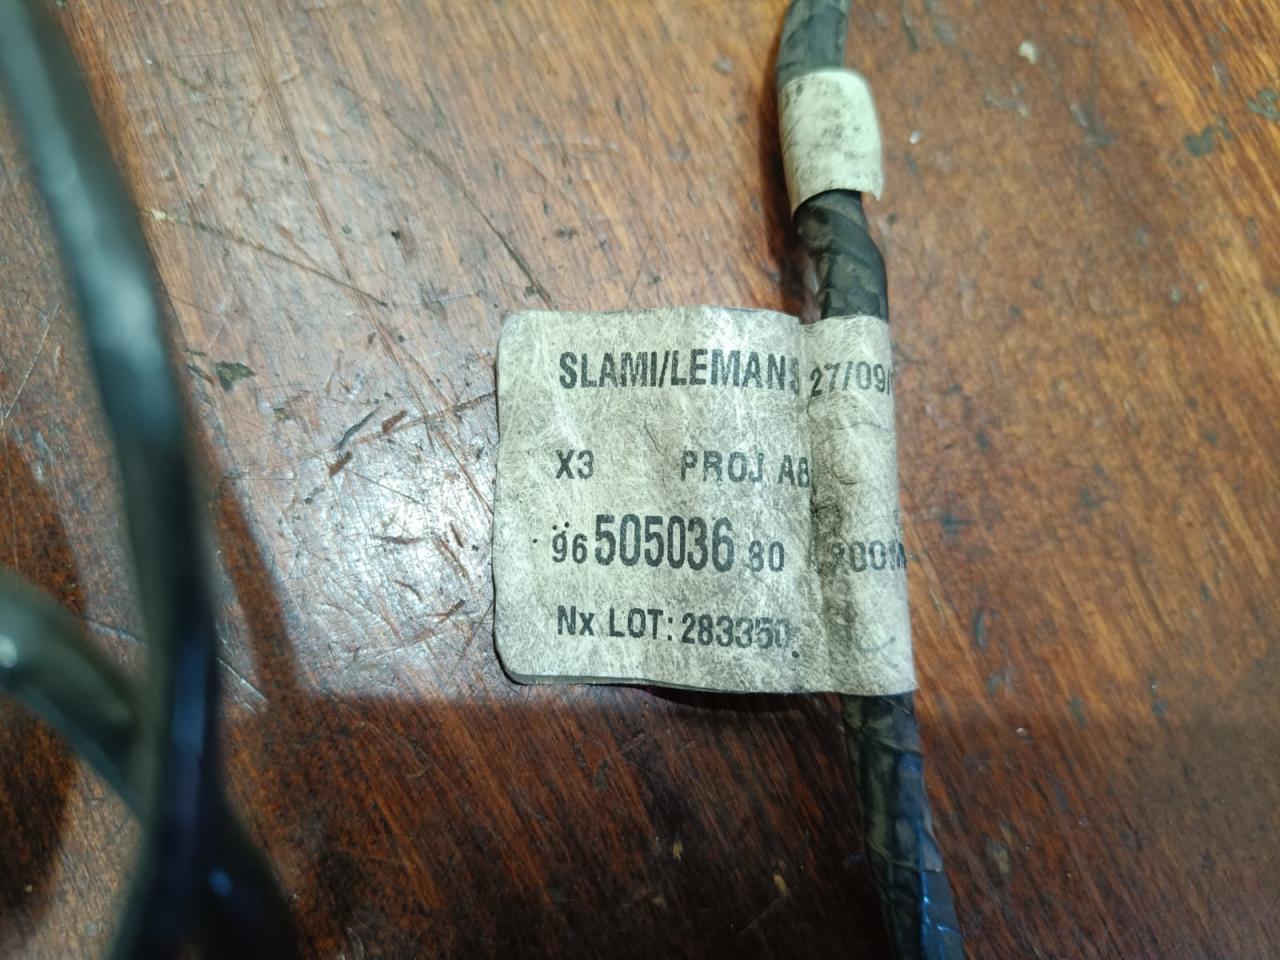 SLAMI/LEMANS 27/09/
X3 PROJ A8
96 505036 80
Nx LOT: 283350